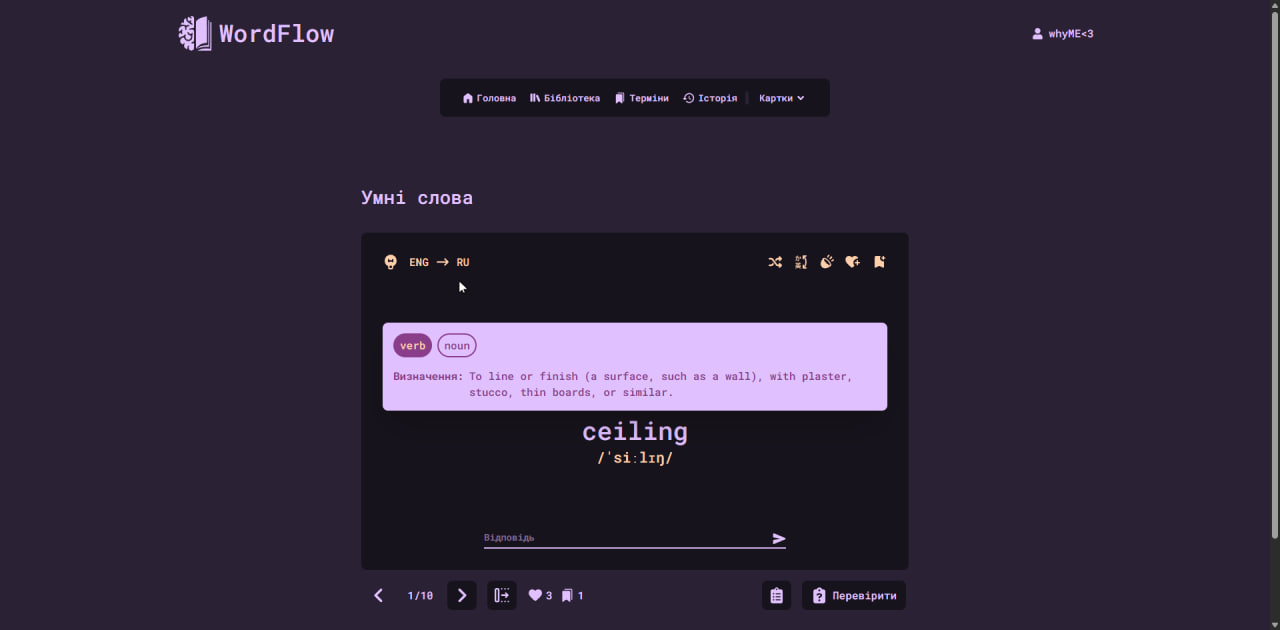 WordFlow
whyME<3
Головна Бібліотека Терміни Історія Картки
Умні слова
ENG → RU
verb noun
Визначення: To line or finish (a surface, such as a wall), with plaster,
stucco, thin boards, or similar.
ceiling
/ˈsiːlɪŋ/
Відповідь
1/10 3 1 Перевірити